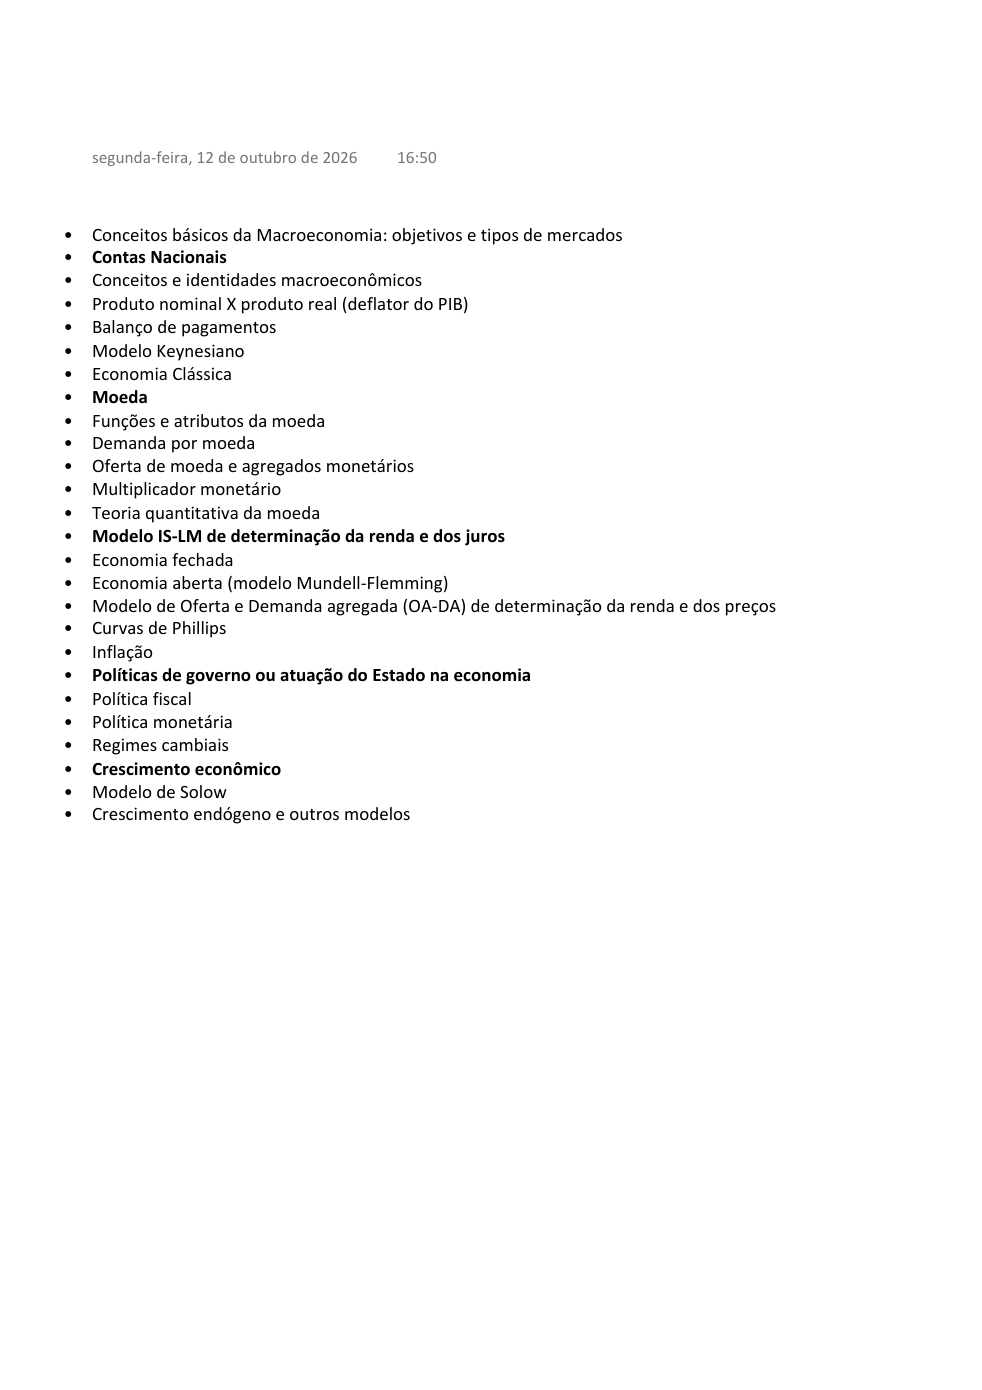 segunda-feira, 12 de outubro de 2026 16:50
• Conceitos básicos da Macroeconomia: objetivos e tipos de mercados
• Contas Nacionais
• Conceitos e identidades macroeconômicos
• Produto nominal X produto real (deflator do PIB)
• Balanço de pagamentos
• Modelo Keynesiano
• Economia Clássica
• Moeda
• Funções e atributos da moeda
• Demanda por moeda
• Oferta de moeda e agregados monetários
• Multiplicador monetário
• Teoria quantitativa da moeda
• Modelo IS-LM de determinação da renda e dos juros
• Economia fechada
• Economia aberta (modelo Mundell-Flemming)
• Modelo de Oferta e Demanda agregada (OA-DA) de determinação da renda e dos preços
• Curvas de Phillips
• Inflação
• Políticas de governo ou atuação do Estado na economia
• Política fiscal
• Política monetária
• Regimes cambiais
• Crescimento econômico
• Modelo de Solow
• Crescimento endógeno e outros modelos